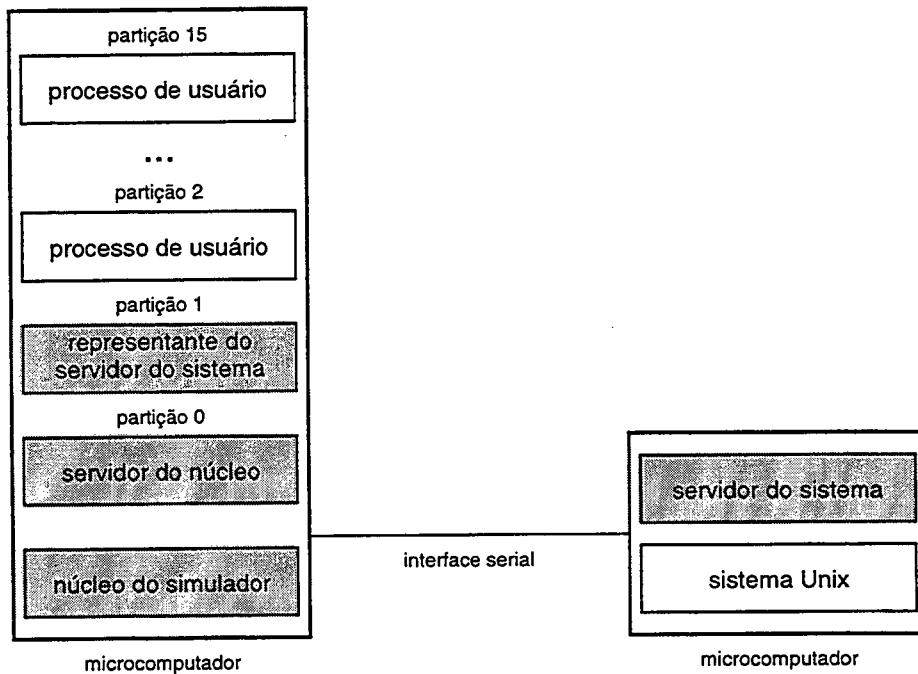 partição 15
processo de usuário
...
partição 2
processo de usuário
partição 1
representante do
servidor do sistema
partição 0
servidor do núcleo
núcleo do simulador
microcomputador
interface serial
servidor do sistema
sistema Unix
microcomputador